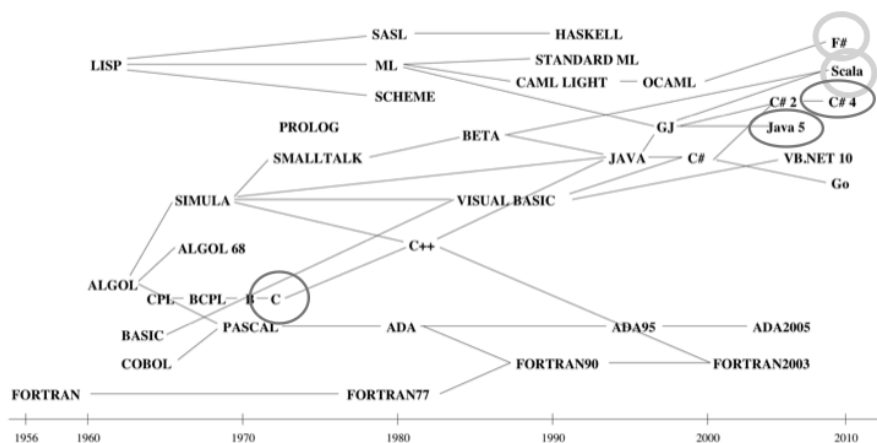 SASL HASKELL
F#
STANDARD ML
LISP ML Scala
CAML LIGHT OCAML
SCHEME C# 2 C# 4
PROLOG GJ Java 5
BETA
SMALLTALK JAVA C# VB.NET 10
Go
SIMULA VISUAL BASIC
ALGOL 68 C++
ALGOL
CPL BCPL B C
BASIC PASCAL ADA ADA95 ADA2005
COBOL FORTRAN90 FORTRAN2003
FORTRAN FORTRAN77
1956 1960 1970 1980 1990 2000 2010